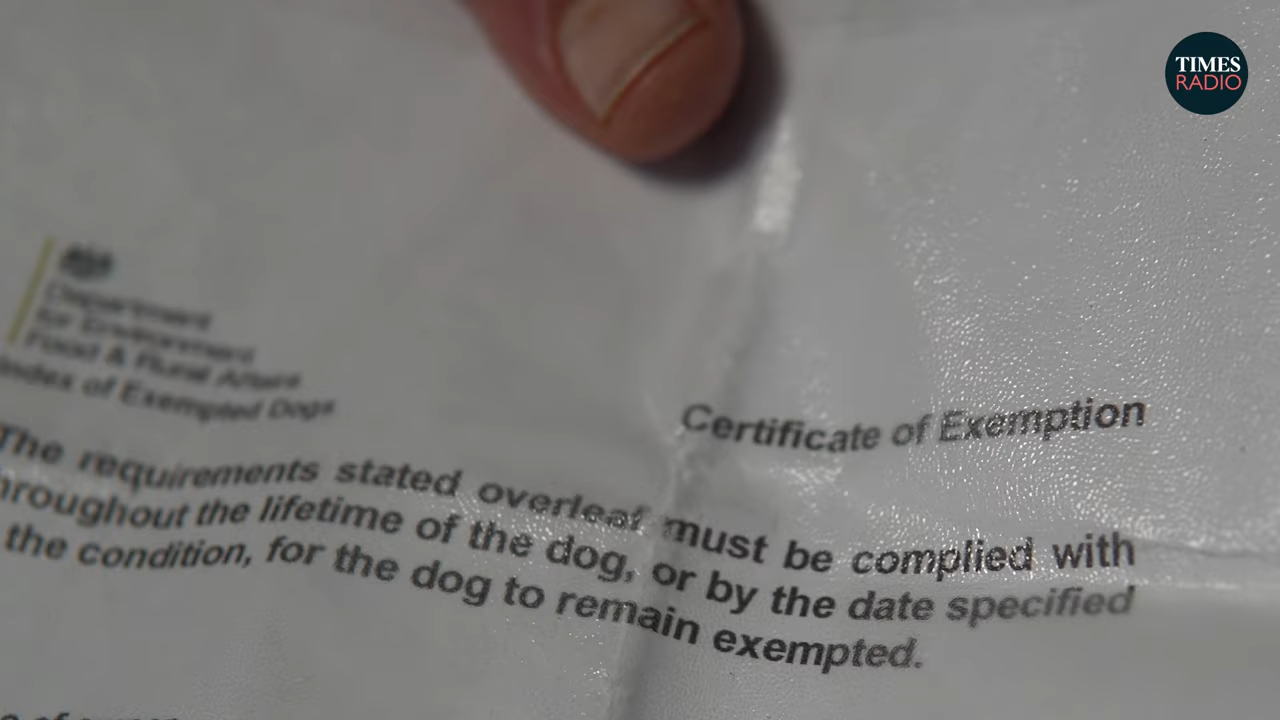 TIMES
RADIO
Department
for Environment
Food & Rural Affairs
Index of Exempted Dogs
Certificate of Exemption
The requirements stated overleaf must be complied with
throughout the lifetime of the dog, or by the date specified
the condition, for the dog to remain exempted.
of